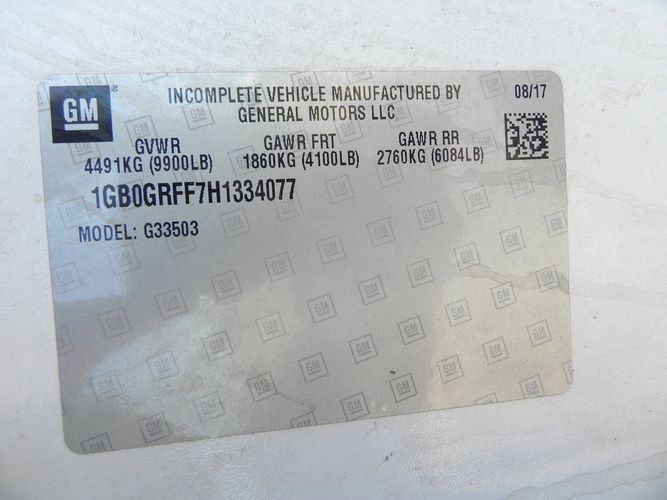 GM
INCOMPLETE VEHICLE MANUFACTURED BY 08/17
GENERAL MOTORS LLC
GVWR GAWR FRT GAWR RR
4491KG (9900LB) 1860KG (4100LB) 2760KG (6084LB)
1GB0GRFF7H1334077
MODEL: G33503